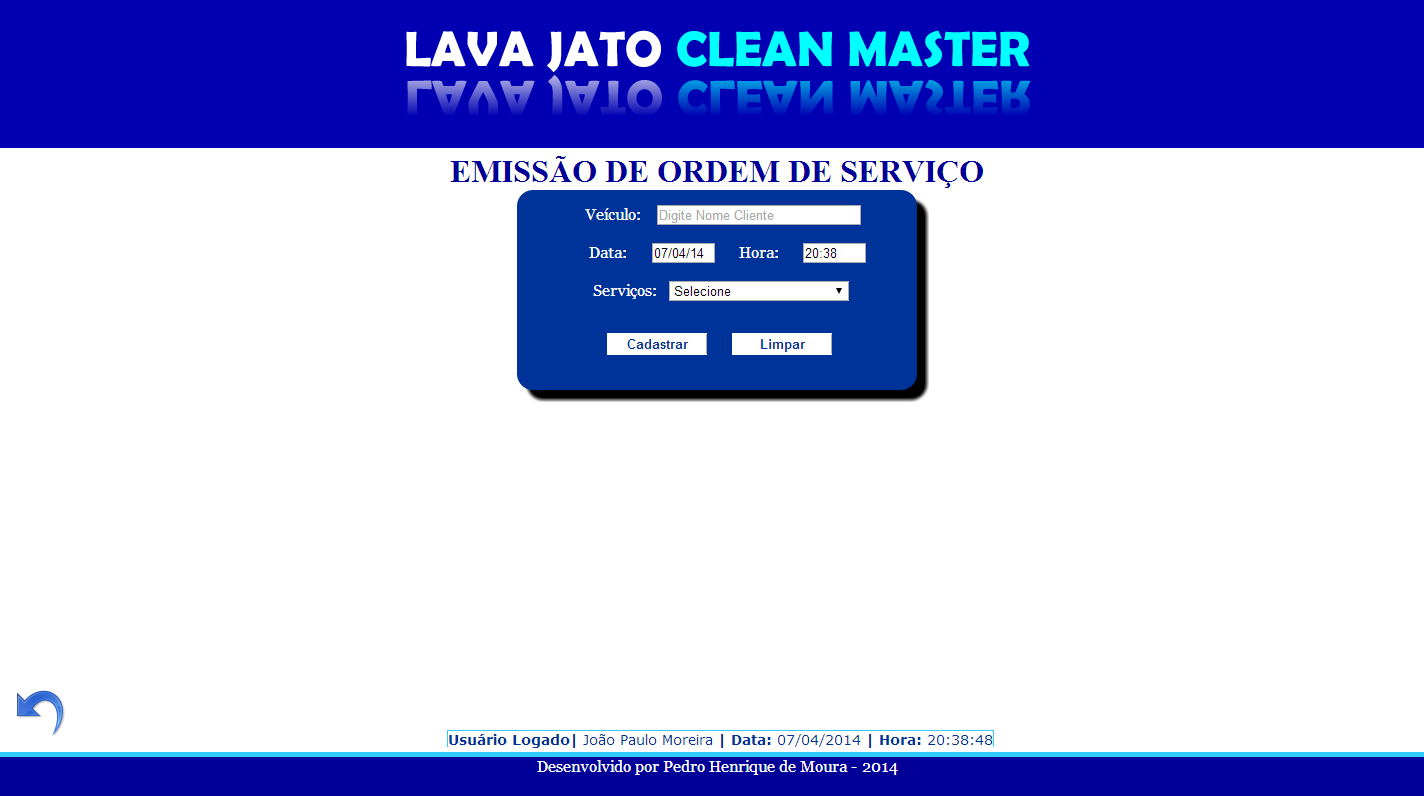 LAVA JATO CLEAN MASTER
EMISSÃO DE ORDEM DE SERVIÇO
Veículo: Digite Nome Cliente
Data: 07/04/14 Hora: 20:38
Serviços: Selecione
Cadastrar Limpar
Usuário Logado| João Paulo Moreira | Data: 07/04/2014 | Hora: 20:38:48
Desenvolvido por Pedro Henrique de Moura - 2014